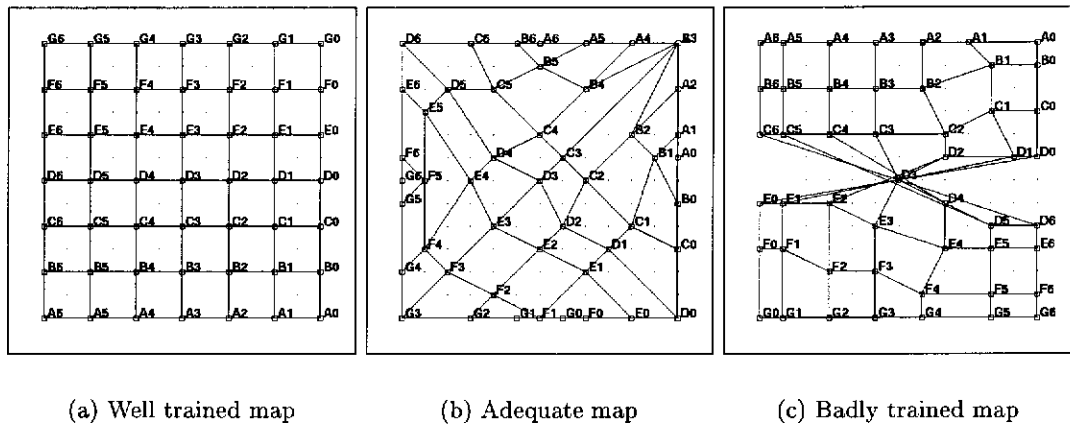 G6 G5 G4 G3 G2 G1 G0
F6 F5 F4 F3 F2 F1 F0
E6 E5 E4 E3 E2 E1 E0
D6 D5 D4 D3 D2 D1 D0
C6 C5 C4 C3 C2 C1 C0
B6 B5 B4 B3 B2 B1 B0
A6 A5 A4 A3 A2 A1 A0
(a) Well trained map
D6 C6 B6 A6 A5 A4
B5
E6 D5 C5 B4 A2
E5
C4 B2 A1
F6 D4 C3 B1 A0
G6 F5 E4 D3 C2
G5 B0
E3 D2 C1
F4 E2 D1 C0
G4 F3 E1
F2
G3 G2 G1 F1 G0 F0 E0 D0
(b) Adequate map
A6 A5 A4 A3 A2 A1 A0
B1 B0
B6 B5 B4 B3 B2
C1 C0
C6 C5 C4 C3 C2
D2 D1 D0
D3
E0 E1 E2 D4
E3 D5 D6
F0 F1 E4 E5 E6
F2 F3
F4 F5 F6
G0 G1 G2 G3 G4 G5 G6
(c) Badly trained map